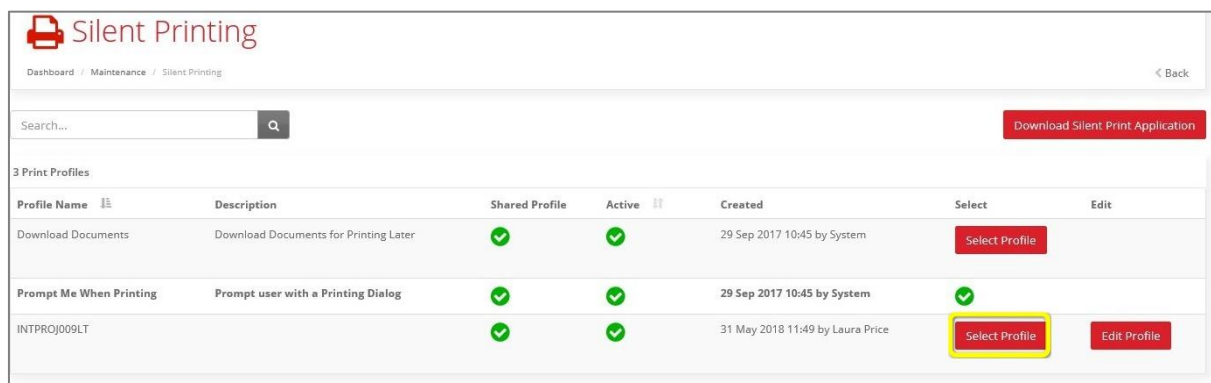 Silent Printing
Dashboard / Maintenance / Silent Printing < Back
Search... Download Silent Print Application
3 Print Profiles
Profile Name Description Shared Profile Active Created Select Edit
Download Documents Download Documents for Printing Later 29 Sep 2017 10:45 by System Select Profile
Prompt Me When Printing Prompt user with a Printing Dialog 29 Sep 2017 10:45 by System
INTPROJ009LT 31 May 2018 11:49 by Laura Price Select Profile Edit Profile